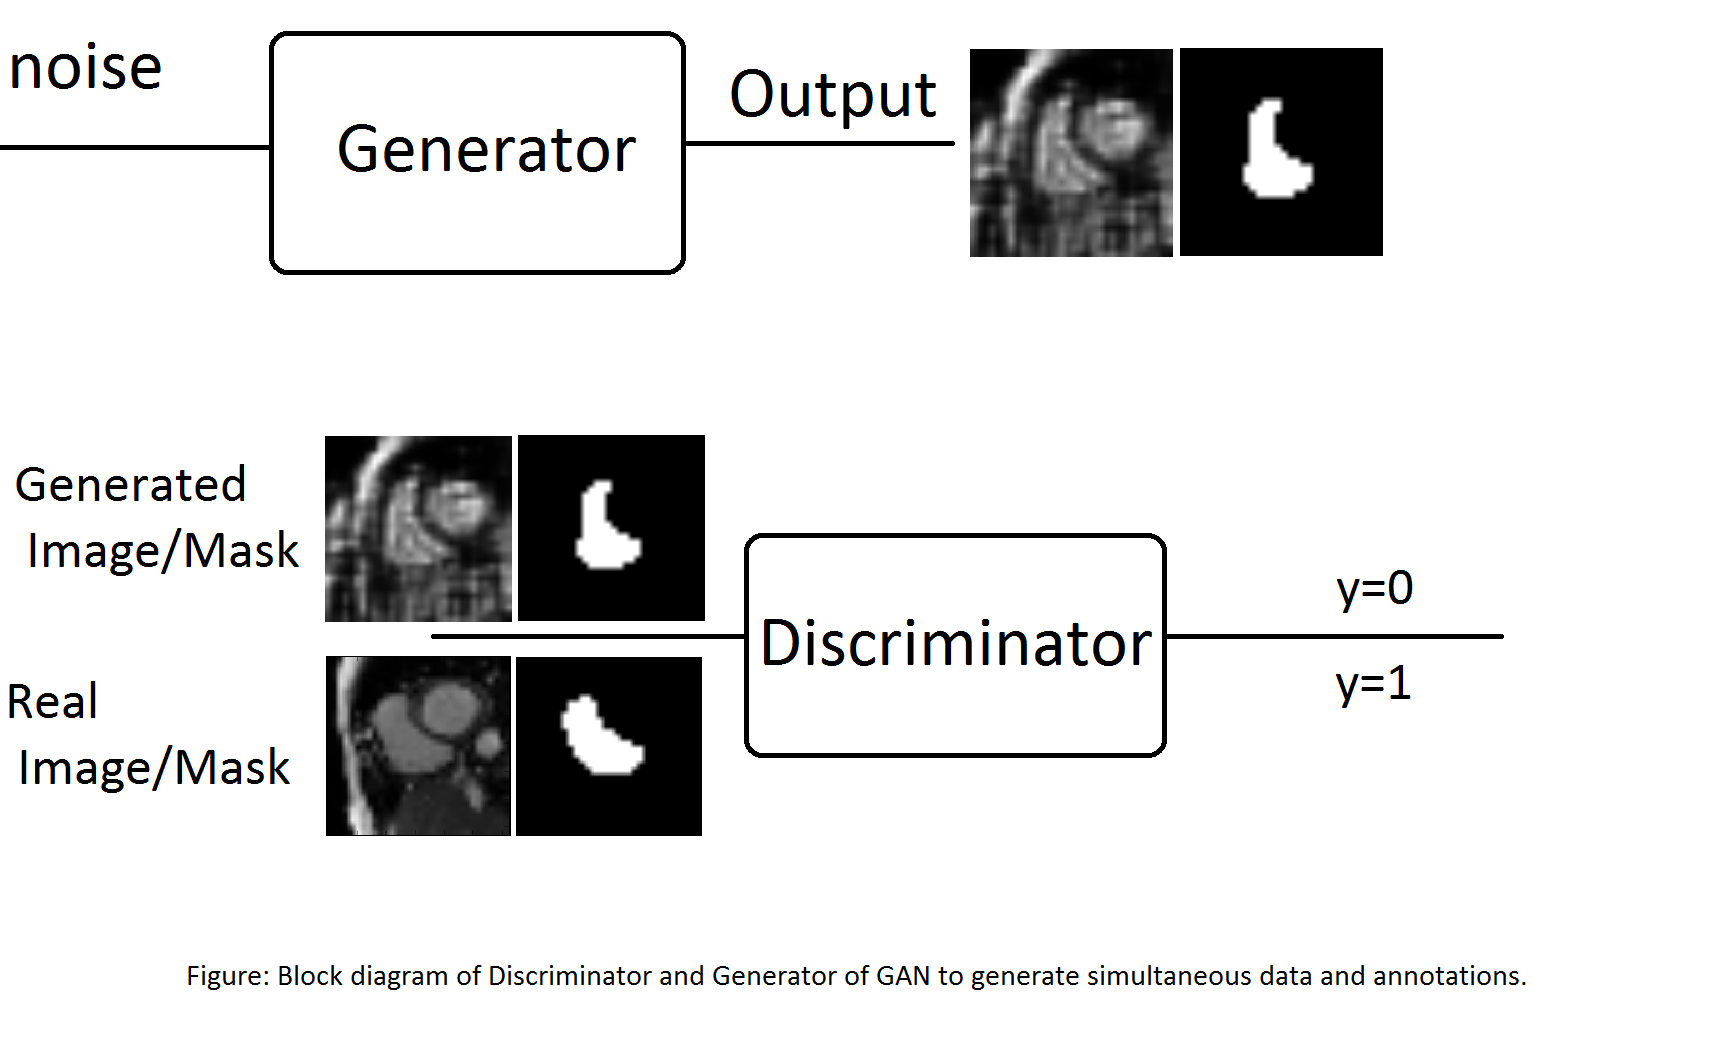 noise
Generator
Output
Generated
Image/Mask
Real
Image/Mask
Discriminator
y=0
y=1
Figure: Block diagram of Discriminator and Generator of GAN to generate simultaneous data and annotations.